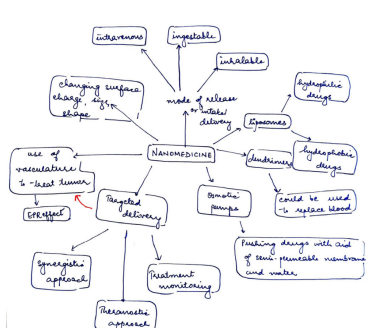 intravenous
ingestable
inhalable
changing surface
charge, size,
shape
mode of release
or intake/
delivery
hydrophilic
drugs
Liposomes
use of
vasculature
to treat tumor
NANOMEDICINE
dendrimers
hydrophobic
drugs
EPR effect
Targeted
delivery
Osmotic
pumps
could be used
to replace blood
Synergistic
approach
Treatment
monitoring
Pushing drugs with aid
of semi-permeable membrane
and water
Theranostic
approach